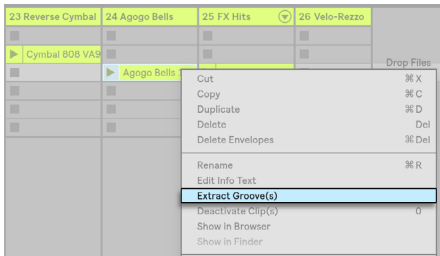 23 Reverse Cymbal 24 Agogo Bells 25 FX Hits 26 Velo-Rezzo
Cymbal 808 VA9
Drop Files
Agogo Bells
Cut ⌘X
Copy ⌘C
Duplicate ⌘D
Delete Del
Delete Envelopes ⌘Del
Rename ⌘R
Edit Info Text
Extract Groove(s)
Deactivate Clip(s) 0
Show in Browser
Show in Finder